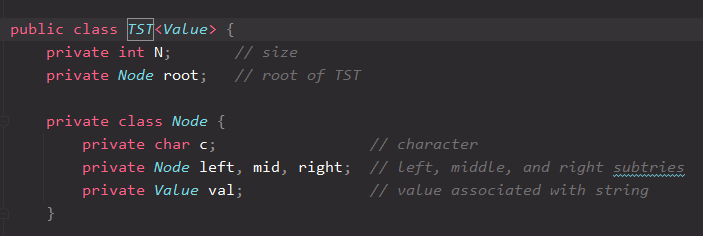 public class TST<Value> {
private int N; // size
private Node root; // root of TST
private class Node {
private char c; // character
private Node left, mid, right; // left, middle, and right subtries
private Value val; // value associated with string
}